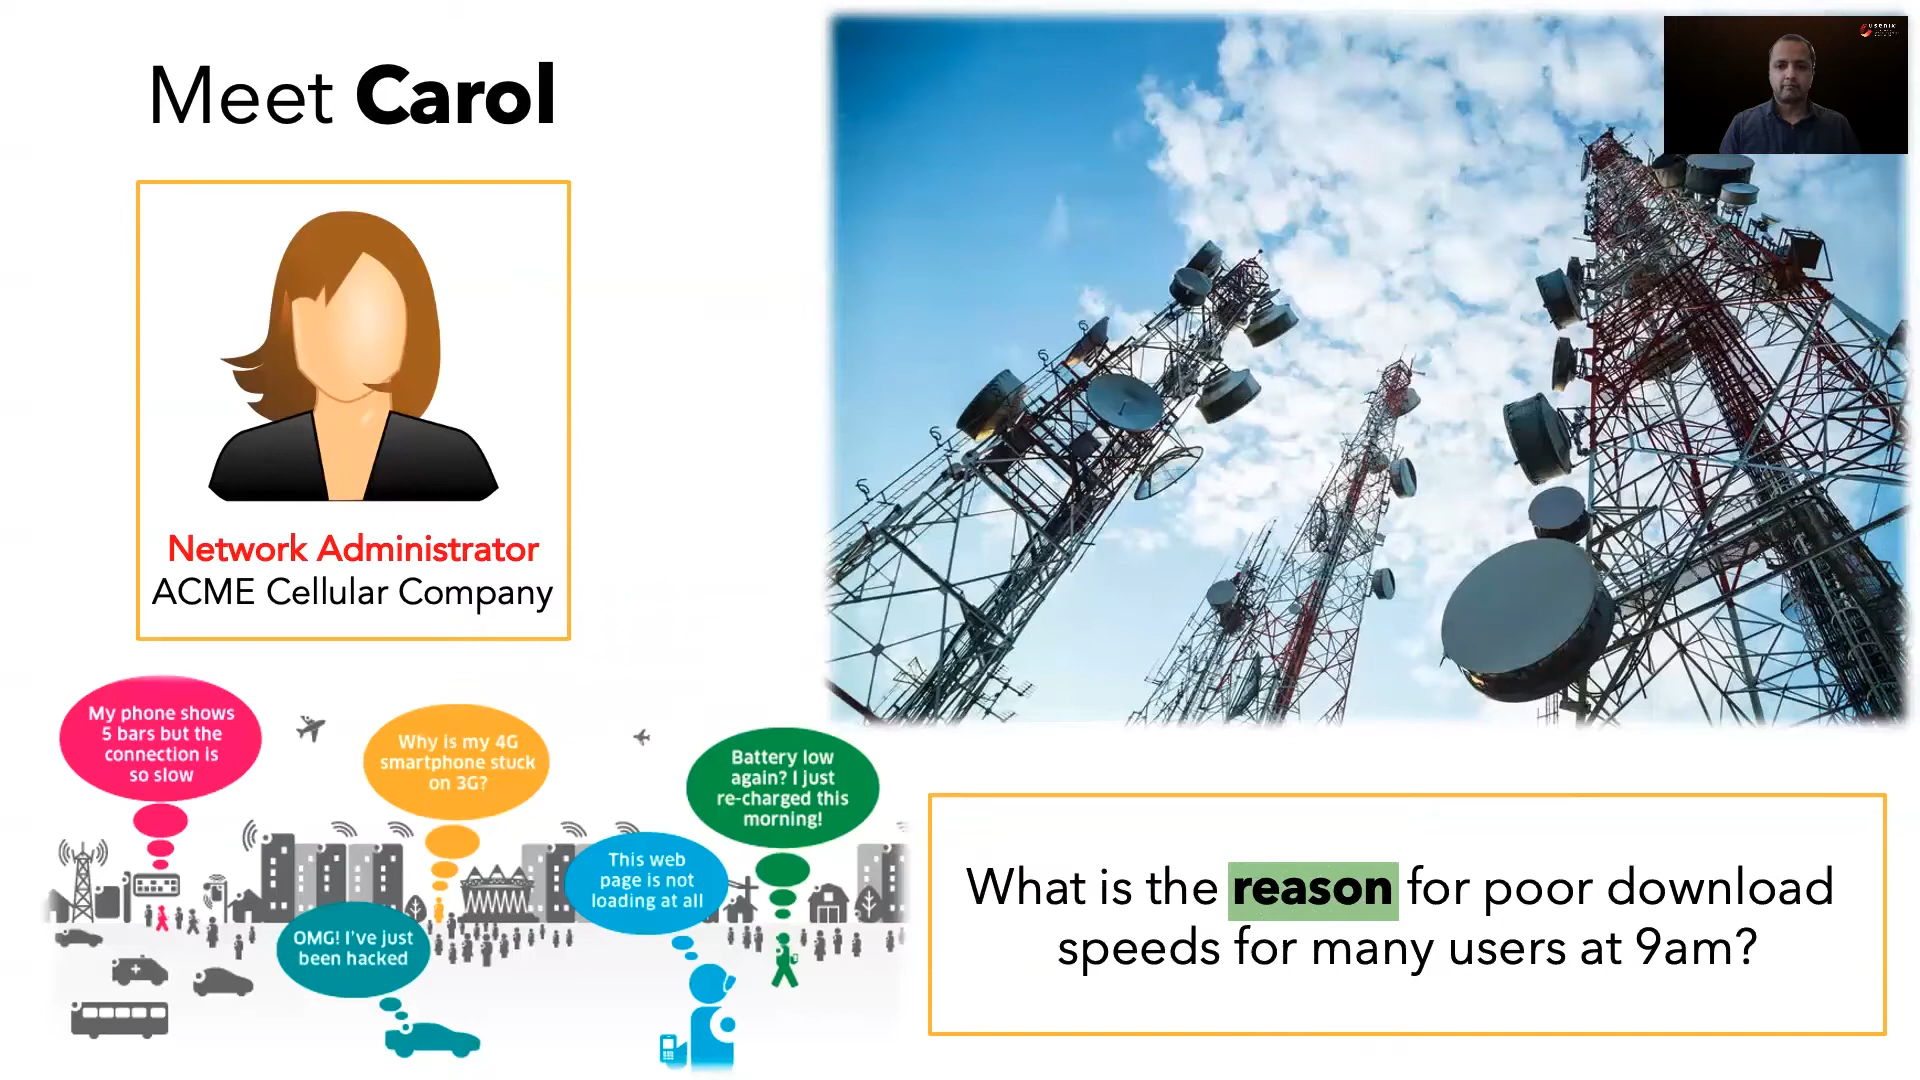 Meet Carol
Network Administrator
ACME Cellular Company
My phone shows
5 bars but the
connection is
so slow
Why is my 4G
smartphone stuck
on 3G?
Battery low
again? I just
re-charged this
morning!
This web
page is not
loading at all
OMG! I've just
been hacked
What is the reason for poor download
speeds for many users at 9am?